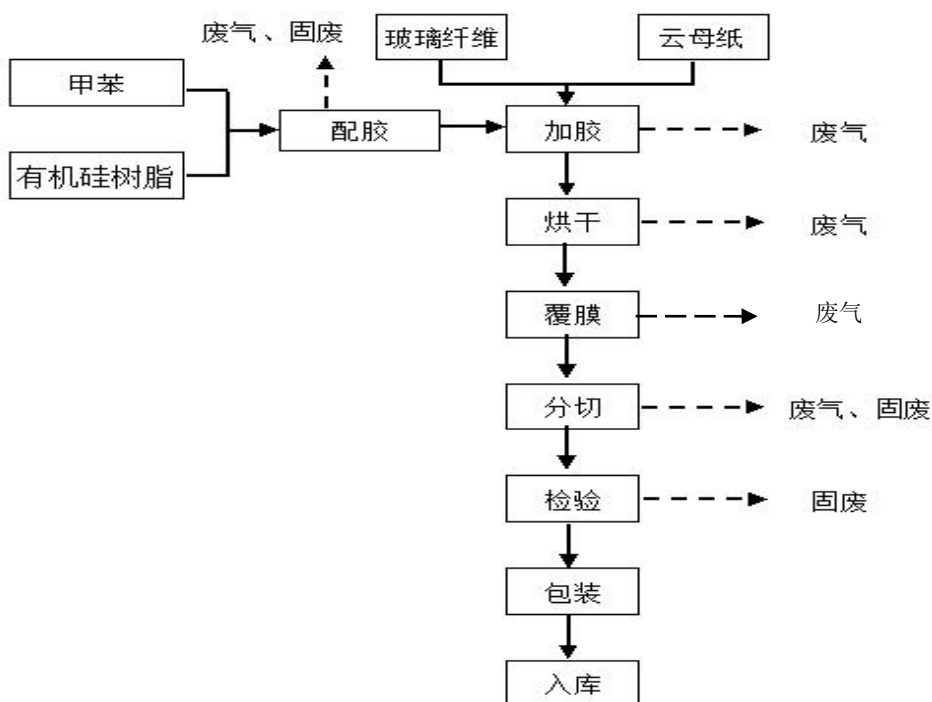 废气、固废
玻璃纤维
云母纸
甲苯
配胶
加胶
废气
有机硅树脂
烘干
废气
覆膜
废气
分切
废气、固废
检验
固废
包装
入库